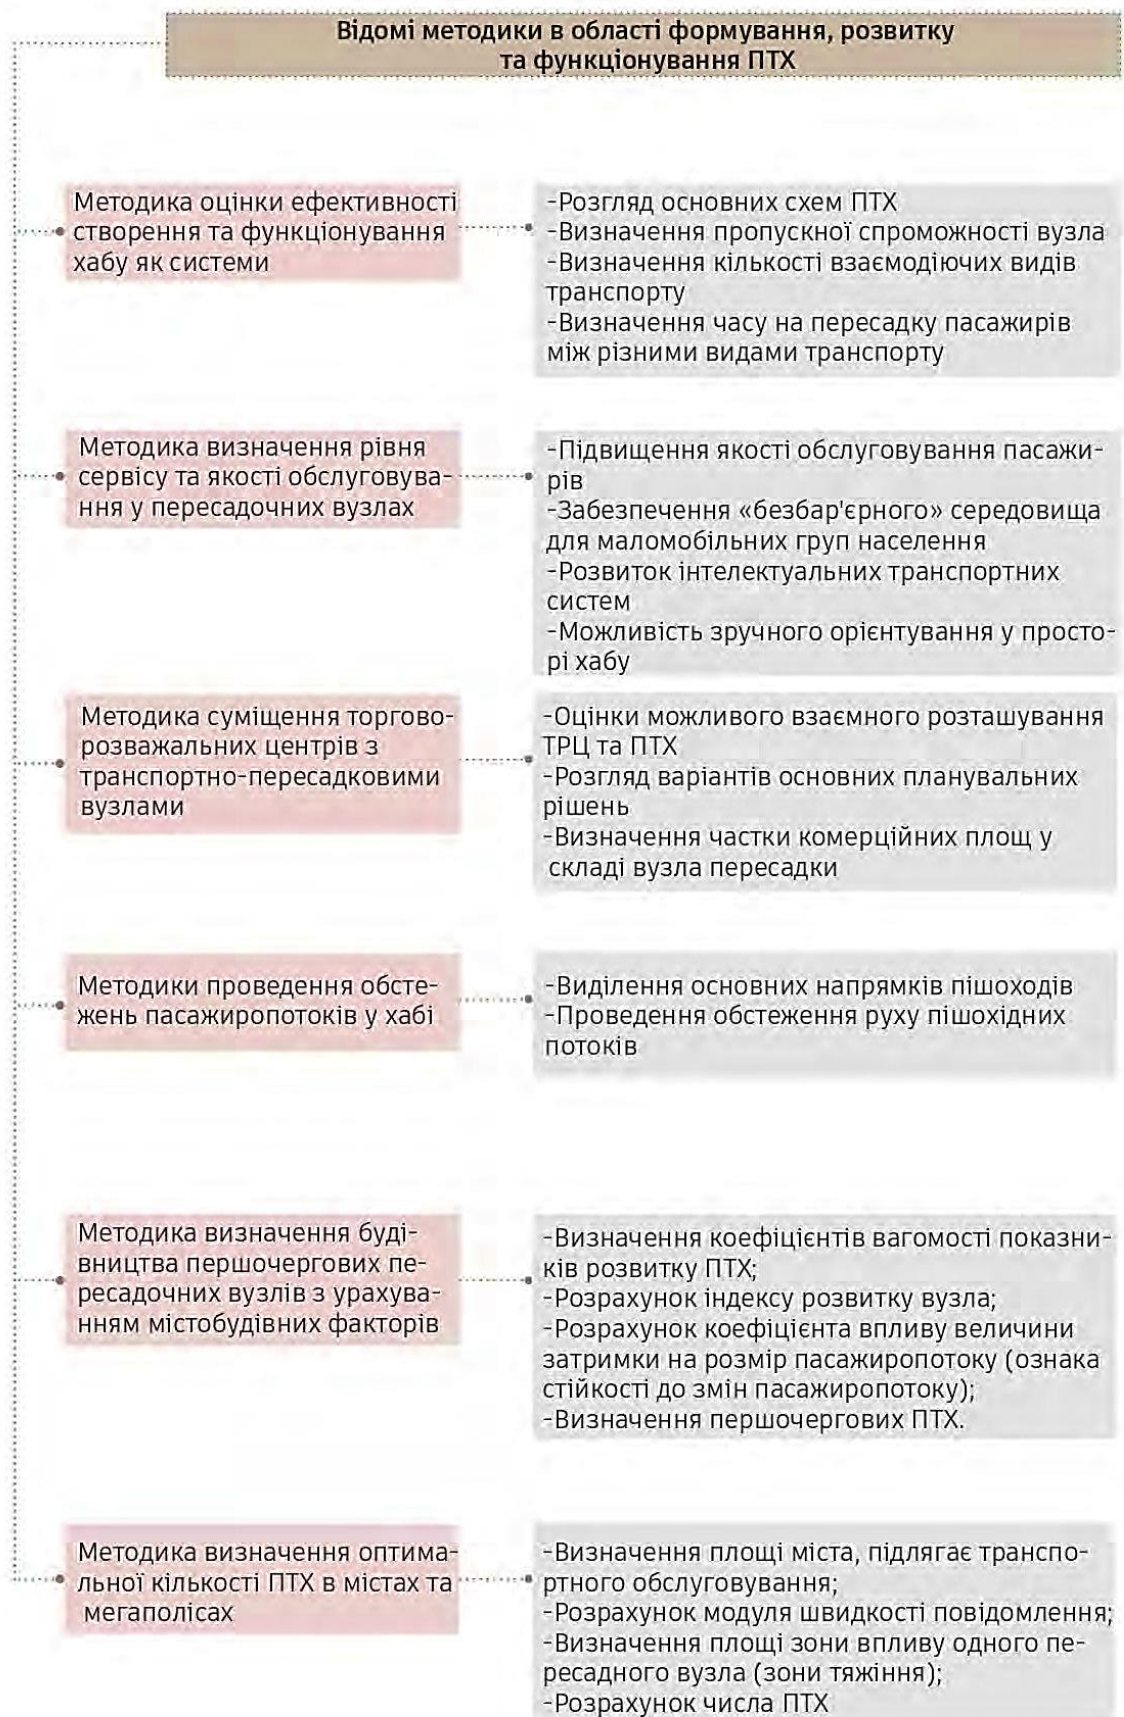 Відомі методики в області формування, розвитку
та функціонування ПТХ
Методика оцінки ефективності
створення та функціонування
хабу як системи
-Розгляд основних схем ПТХ
-Визначення пропускної спроможності вузла
-Визначення кількості взаємодіючих видів
транспорту
-Визначення часу на пересадку пасажирів
між різними видами транспорту
Методика визначення рівня
сервісу та якості обслуговува-
ння у пересадочних вузлах
-Підвищення якості обслуговування пасажи-
рів
-Забезпечення «безбар'єрного» середовища
для маломобільних груп населення
-Розвиток інтелектуальних транспортних
систем
-Можливість зручного орієнтування у просто-
рі хабу
Методика суміщення торгово-
розважальних центрів з
транспортно-пересадковими
вузлами
-Оцінки можливого взаємного розташування
ТРЦ та ПТХ
-Розгляд варіантів основних планувальних
рішень
-Визначення частки комерційних площ у
складі вузла пересадки
Методики проведення обсте-
жень пасажиропотоків у хабі
-Виділення основних напрямків пішоходів
-Проведення обстеження руху пішохідних
потоків
Методика визначення буді-
вництва першочергових пе-
ресадочних вузлів з урахува-
нням містобудівних факторів
-Визначення коефіцієнтів вагомості показни-
ків розвитку ПТХ;
-Розрахунок індексу розвитку вузла;
-Розрахунок коефіцієнта впливу величини
затримки на розмір пасажиропотоку (ознака
стійкості до змін пасажиропотоку);
-Визначення першочергових ПТХ.
Методика визначення оптима-
льної кількості ПТХ в містах та
мегаполісах
-Визначення площі міста, підлягає транспо-
ртного обслуговування;
-Розрахунок модуля швидкості повідомлення;
-Визначення площі зони впливу одного пе-
ресадного вузла (зони тяжіння);
-Розрахунок числа ПТХ